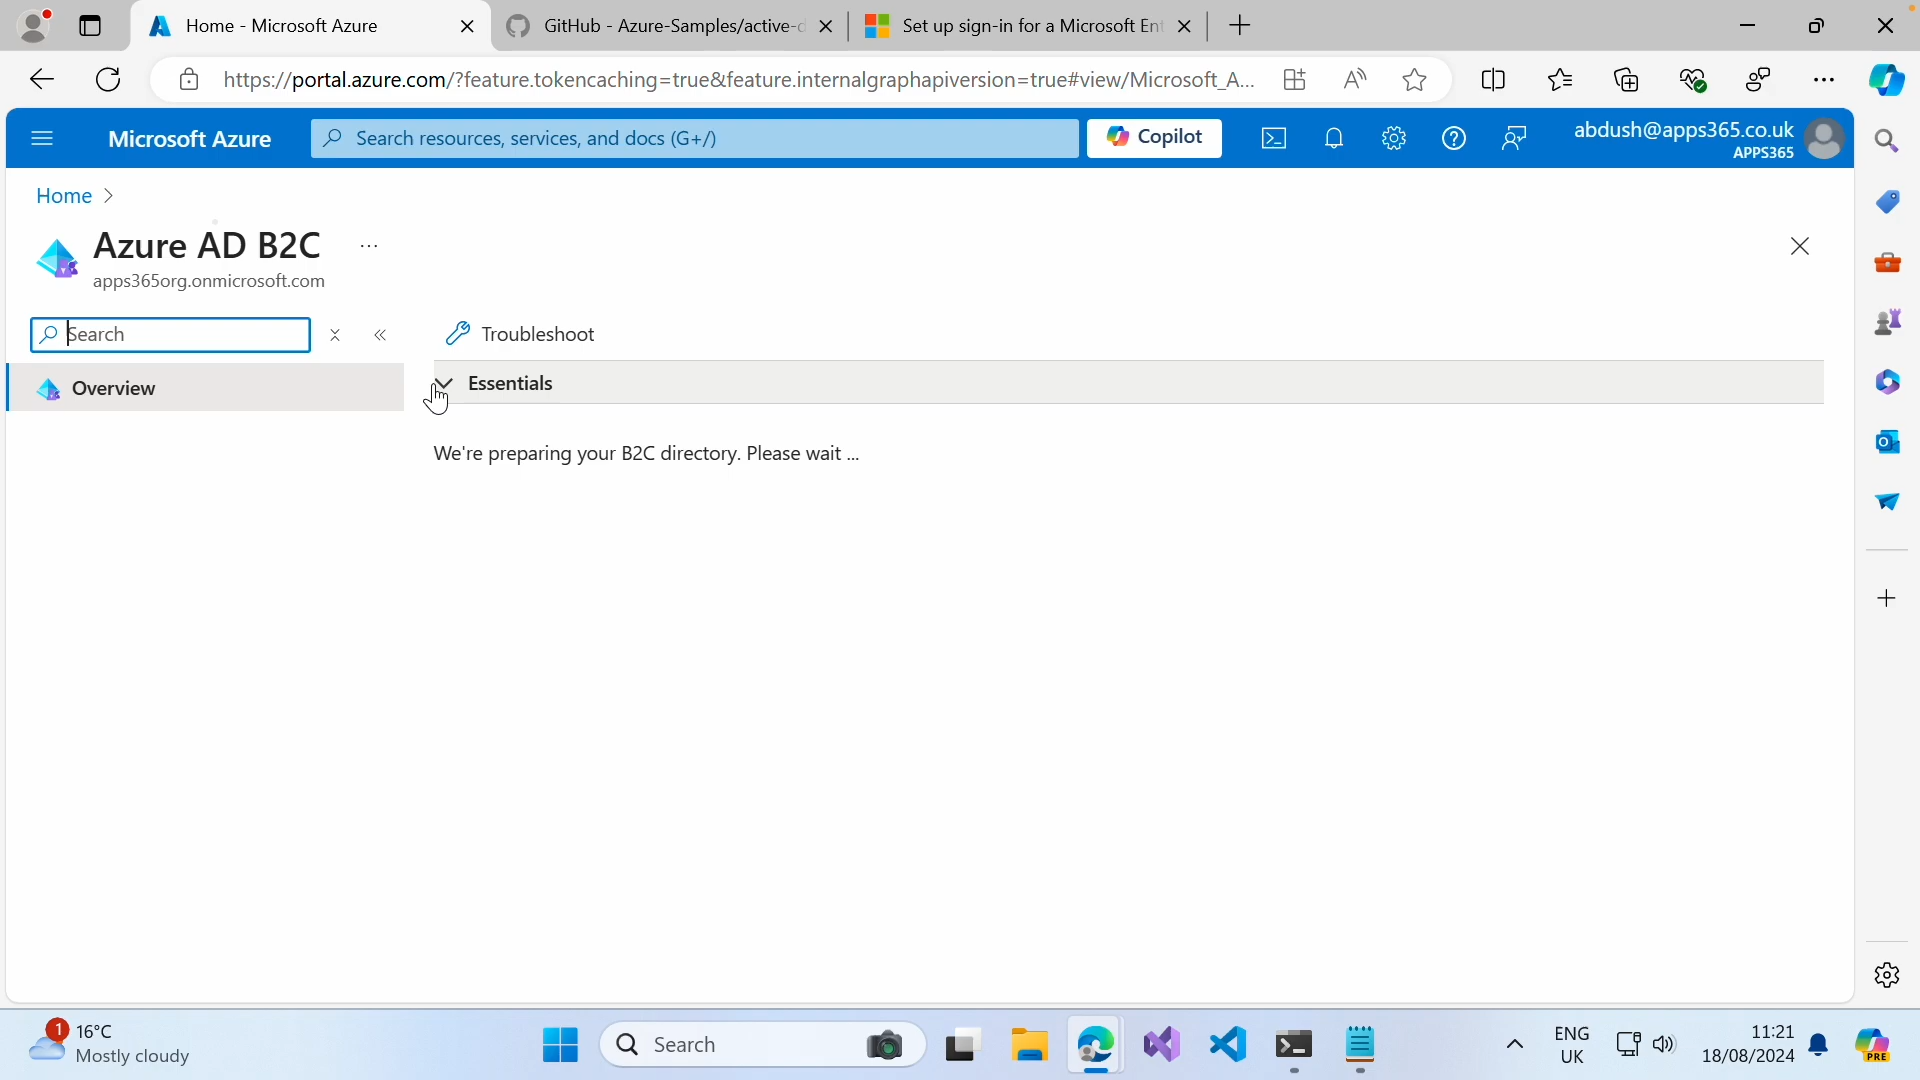 Home - Microsoft Azure
GitHub - Azure-Samples/active-d
Set up sign-in for a Microsoft Ent
https://portal.azure.com/?feature.tokencaching=true&feature.internalgraphapiversion=true#view/Microsoft_A...
Microsoft Azure
Search resources, services, and docs (G+/)
Copilot
abdush@apps365.co.uk
APPS365
Home
Azure AD B2C
...
apps365org.onmicrosoft.com
Search
Troubleshoot
Overview
Essentials
We're preparing your B2C directory. Please wait ...
1
16°C
Mostly cloudy
Search
ENG
UK
11:21
18/08/2024
PRE